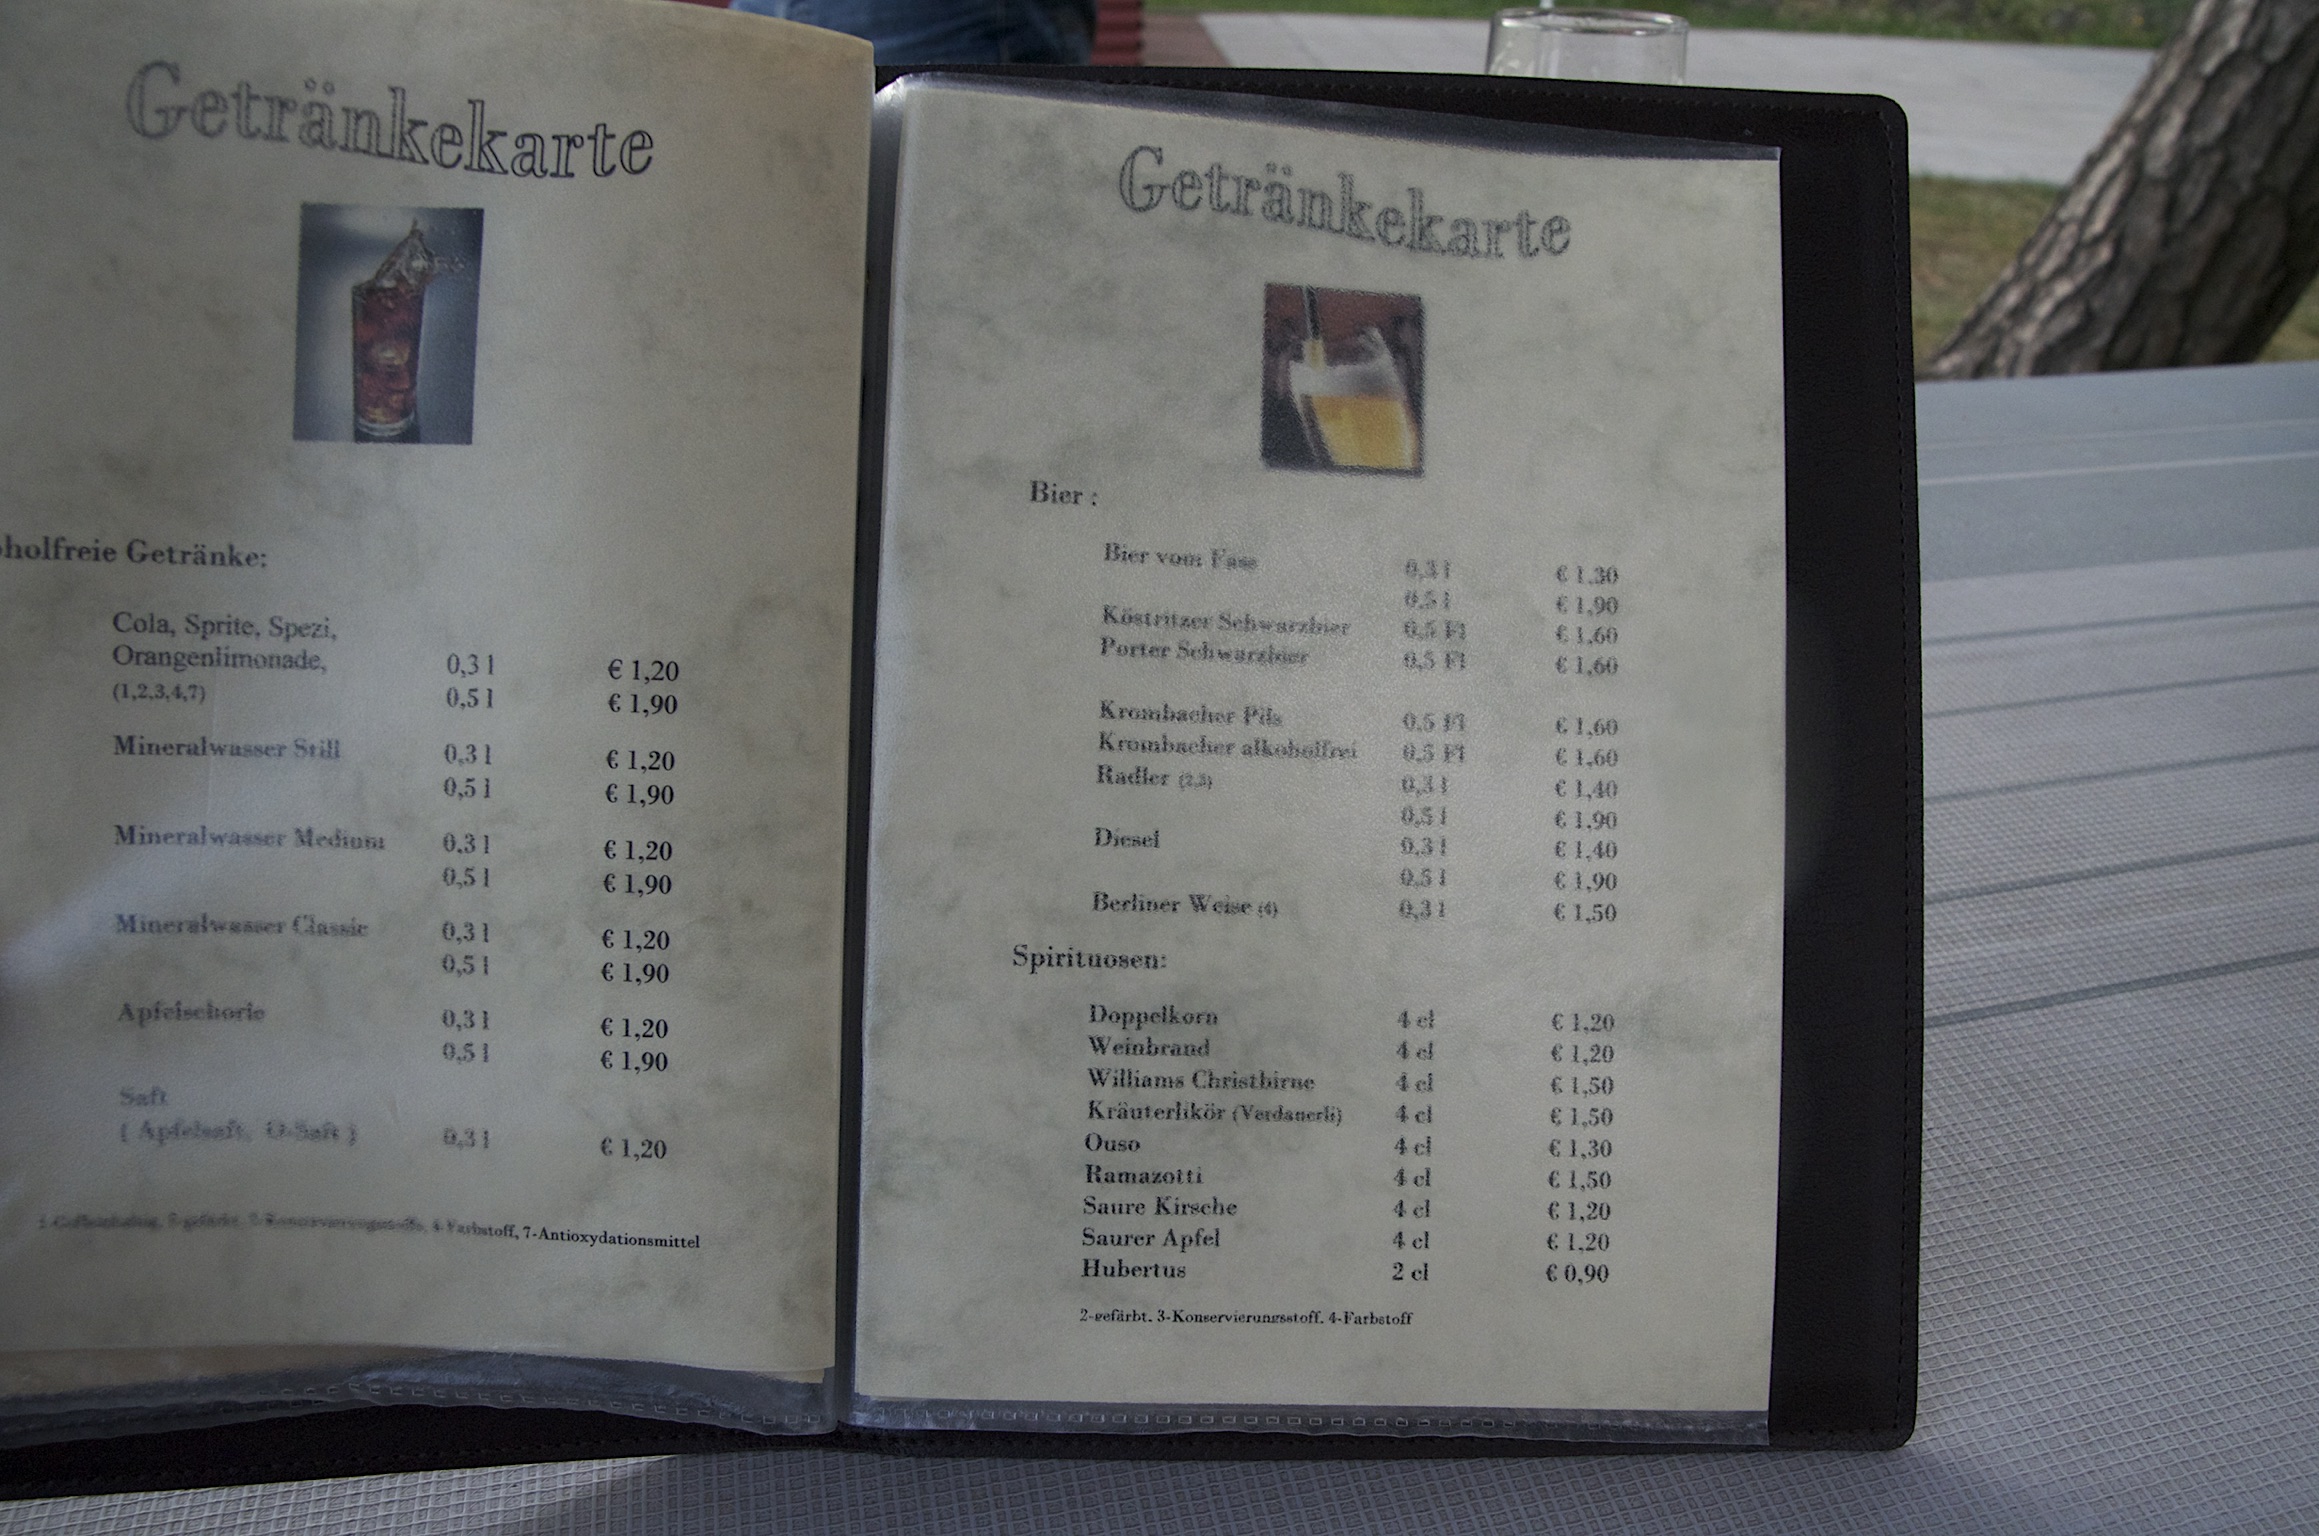 Getränkekarte
oholfreie Getränke:
Cola, Sprite, Spezi,
Orangenlimonade, 0,3 l € 1,20
(1,2,3,4,7) 0,5 l € 1,90
Mineralwasser Still 0,3 l € 1,20
0,5 l € 1,90
Mineralwasser Medium 0,3 l € 1,20
0,5 l € 1,90
Mineralwasser Classic 0,3 l € 1,20
0,5 l € 1,90
Apfelschorle 0,3 l € 1,20
0,5 l € 1,90
Saft
( Apfelsaft, O-Saft ) 0,3 l € 1,20
2-gefärbt, 3-Konservierungsstoffe, 4-Farbstoff, 7-Antioxydationsmittel
Getränkekarte
Bier :
Bier vom Fass 0,3 l € 1,30
0,5 l € 1,90
Köstritzer Schwarzbier 0,5 Fl € 1,60
Porter Schwarzbier 0,5 Fl € 1,60
Krombacher Pils 0,5 Fl € 1,60
Krombacher alkoholfrei 0,5 Fl € 1,60
Radler (2,3) 0,3 l € 1,40
0,5 l € 1,90
Diesel 0,3 l € 1,40
0,5 l € 1,90
Berliner Weise (4) 0,3 l € 1,50
Spirituosen:
Doppelkorn 4 cl € 1,20
Weinbrand 4 cl € 1,20
Williams Christbirne 4 cl € 1,50
Kräuterlikör (Verdauerli) 4 cl € 1,50
Ouso 4 cl € 1,30
Ramazotti 4 cl € 1,50
Saure Kirsche 4 cl € 1,20
Saurer Apfel 4 cl € 1,20
Hubertus 2 cl € 0,90
2-gefärbt, 3-Konservierungsstoff, 4-Farbstoff